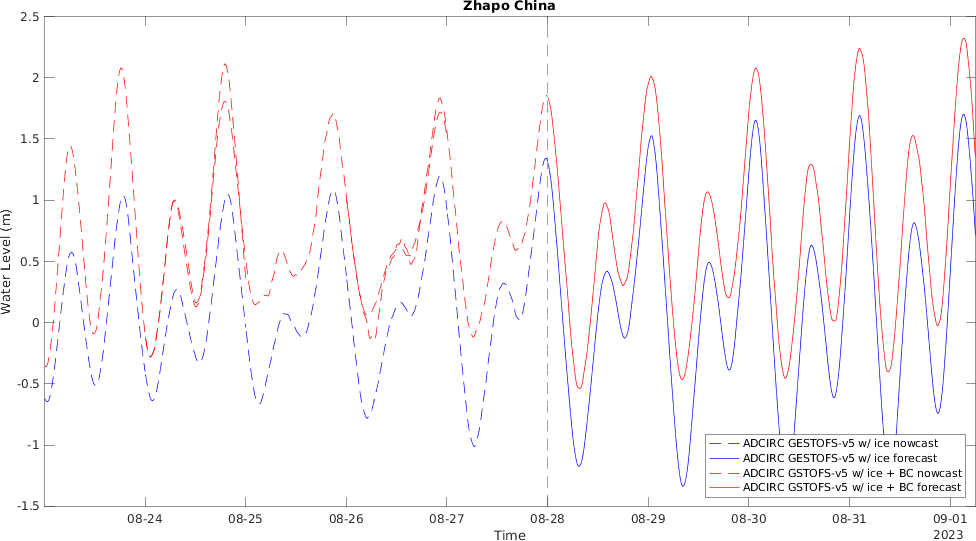 Zhapo China
2.5
2
1.5
1
0.5
0
-0.5
-1
-1.5
Water Level (m)
08-24
08-25
08-26
08-27
08-28
08-29
08-30
08-31
09-01
2023
Time
ADCIRC GESTOFS-v5 w/ ice nowcast
ADCIRC GESTOFS-v5 w/ ice forecast
ADCIRC GSTOFS-v5 w/ ice + BC nowcast
ADCIRC GSTOFS-v5 w/ ice + BC forecast